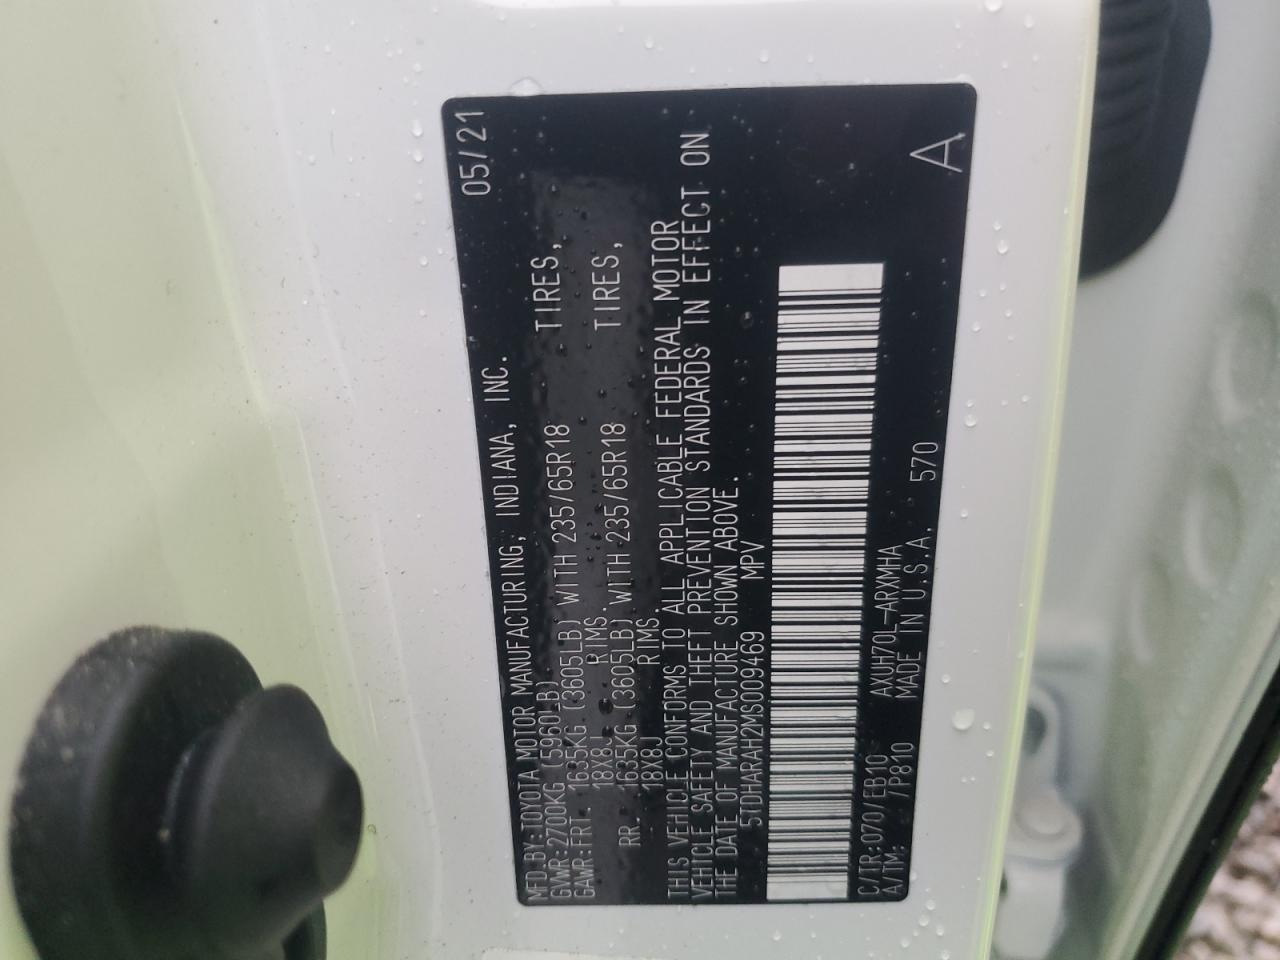 MFD.BY:TOYOTA MOTOR MANUFACTURING, INDIANA, INC. 05/21
GVWR:2700KG (5960LB)
GAWR:FRT. 1635KG (3605LB) WITH 235/65R18 TIRES,
18X8J RIMS.
RR. 1635KG (3605LB) WITH 235/65R18 TIRES,
18X8J RIMS.
THIS VEHICLE CONFORMS TO ALL APPLICABLE FEDERAL MOTOR
VEHICLE SAFETY AND THEFT PREVENTION STANDARDS IN EFFECT ON
THE DATE OF MANUFACTURE SHOWN ABOVE.
5TDHARAH2MS009469 MPV
C/TR:070/EB10 AXUH70L-ARXMHA
A/TM: /P810 MADE IN U.S.A. 570 A